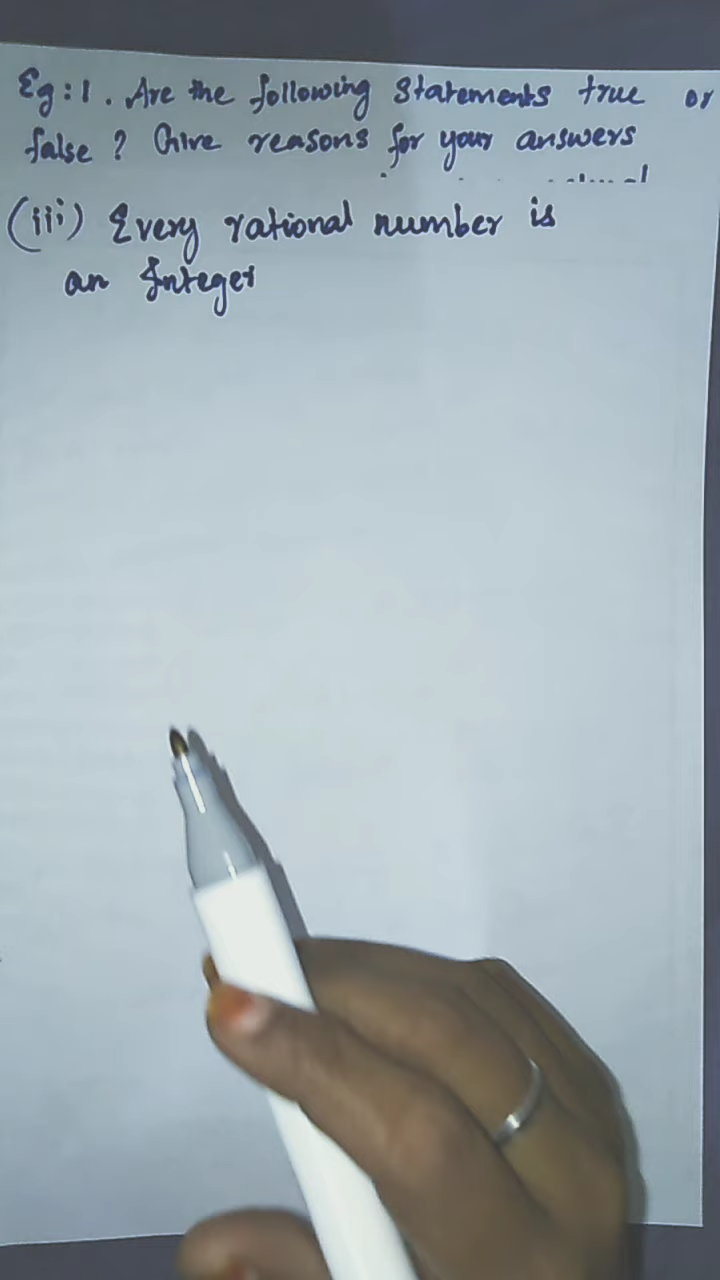 Eg:1. Are the following statements true or
false? Give reasons for your answers
(iii) Every rational number is
an Integer